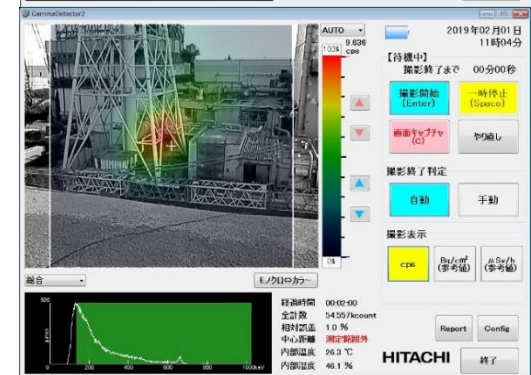 GammaDetector2
AUTO
9.636
cps
100%
0%
2019年02月01日
11時04分
【待機中】
撮影終了まで 00分00秒
撮影開始
(Enter)
一時停止
(Space)
画面キャプチャ
(C)
やり直し
撮影終了判定
自動
手動
撮影表示
cps
Bq/cm²
(参考値)
μSv/h
(参考値)
総合
モノクロ⇔カラー
経過時間 00:02:00
全計数 54.557kcount
相対誤差 1.0 %
中心距離 測定範囲外
内部温度 26.3 ℃
内部湿度 46.1 %
0 200 400 600 800 1000keV
Report
Config
HITACHI
終了